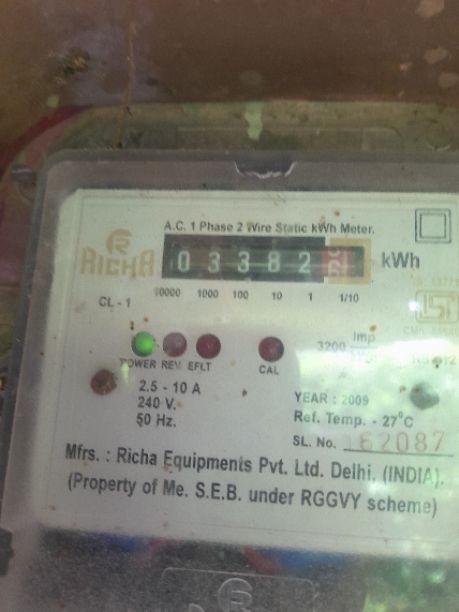 A.C. 1 Phase 2 Wire Static kWh Meter.
RICHA
0 3 3 8 2
kWh
10000 1000 100 10 1 1/10
CL - 1
3200 Imp
POWER REV EFLT CAL
2.5 - 10 A
240 V.
50 Hz.
YEAR : 2009
Ref. Temp. - 27°C
SL. No. 162087
Mfrs. : Richa Equipments Pvt. Ltd. Delhi. (INDIA).
(Property of Me. S.E.B. under RGGVY scheme)